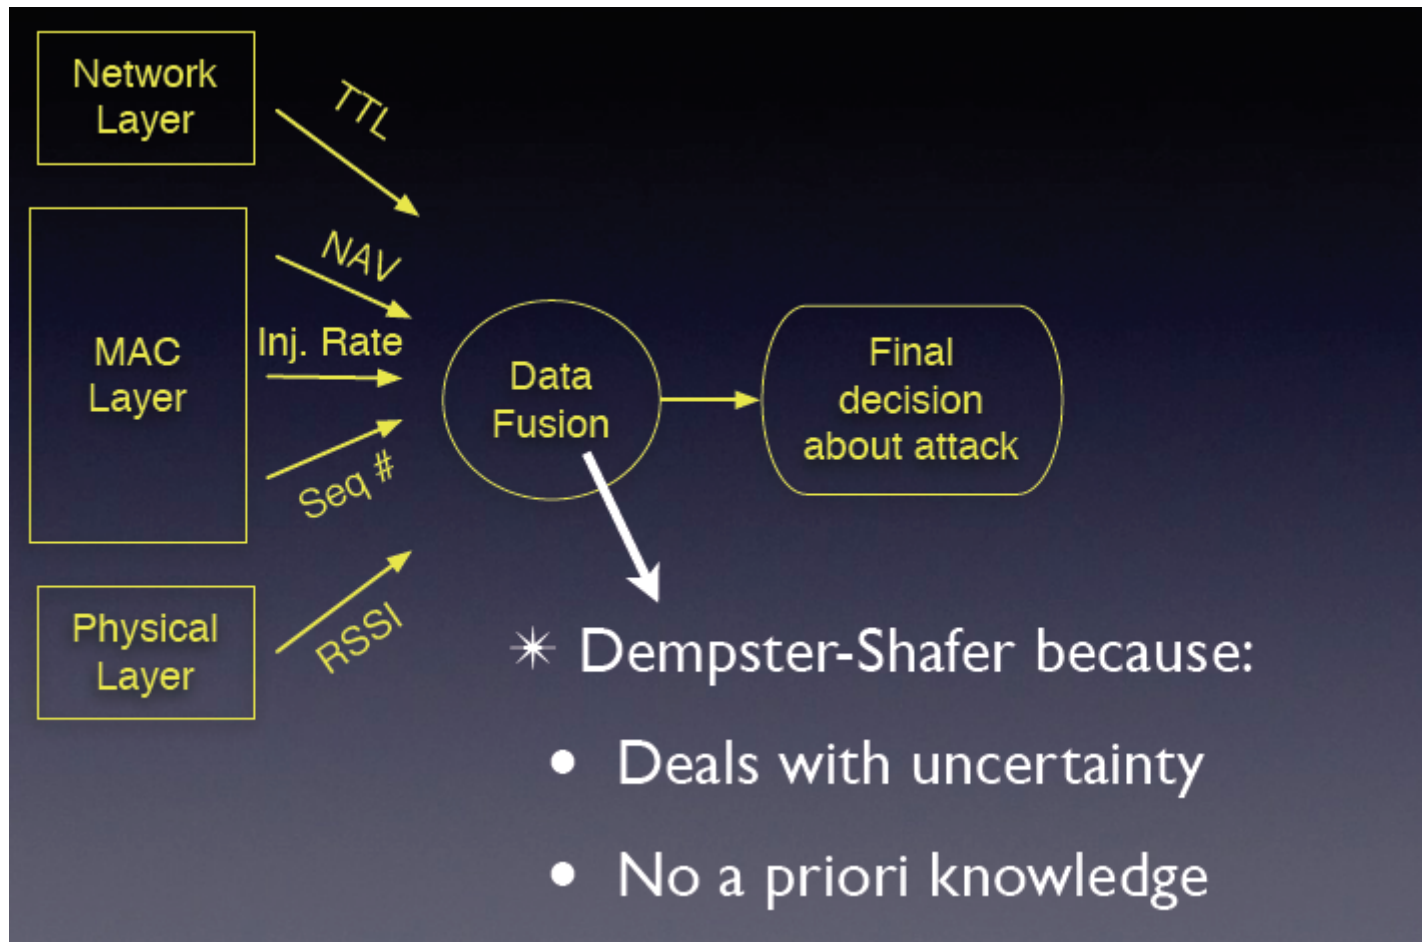 Network
Layer
TTL
NAV
MAC
Layer
Inj. Rate
Seq #
Physical
Layer
RSSI
Data
Fusion
Final
decision
about attack
✴ Dempster-Shafer because:
• Deals with uncertainty
• No a priori knowledge